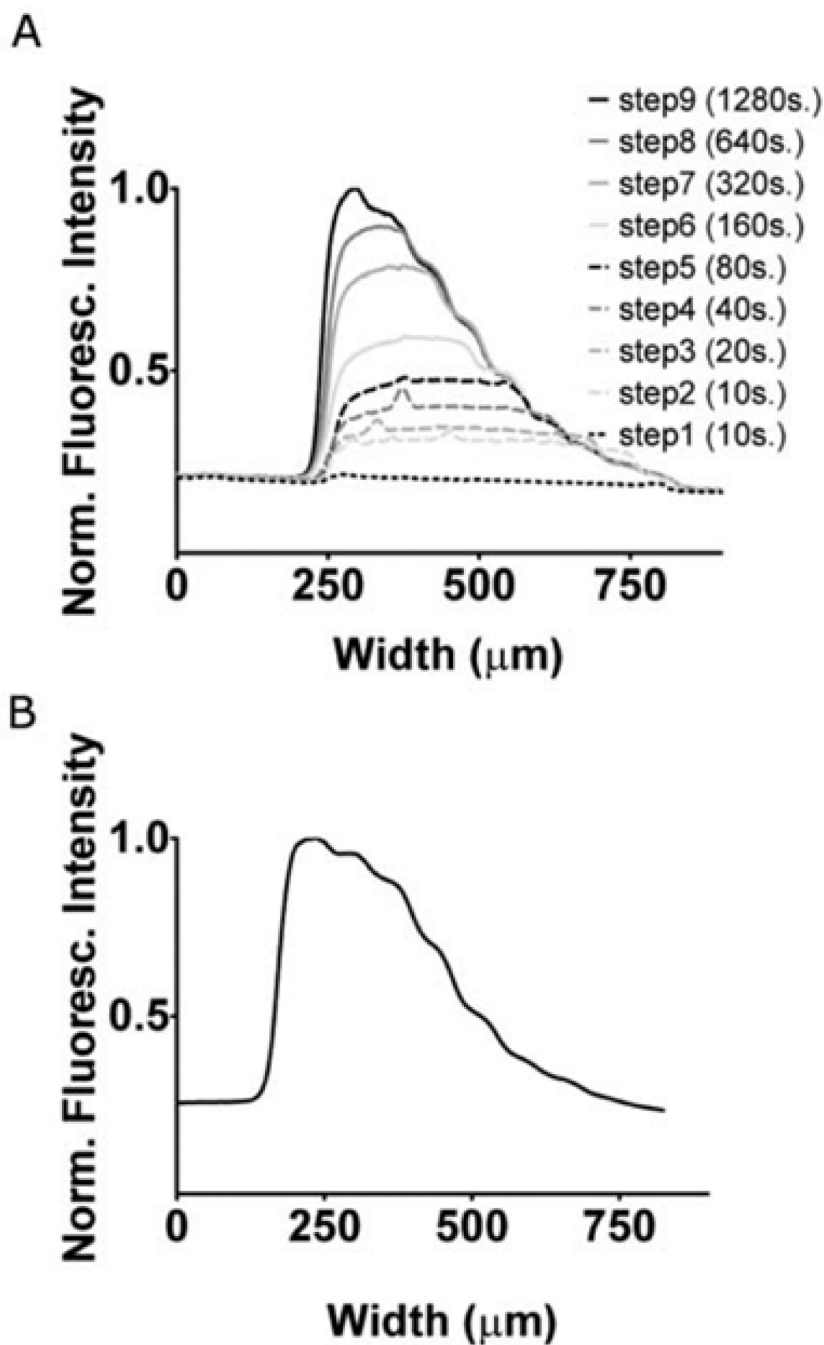 A
Norm. Fluoresc. Intensity
1.0
0.5
step9 (1280s.)
step8 (640s.)
step7 (320s.)
step6 (160s.)
step5 (80s.)
step4 (40s.)
step3 (20s.)
step2 (10s.)
step1 (10s.)
0 250 500 750
Width (μm)
B
Norm. Fluoresc. Intensity
1.0
0.5
0 250 500 750
Width (μm)